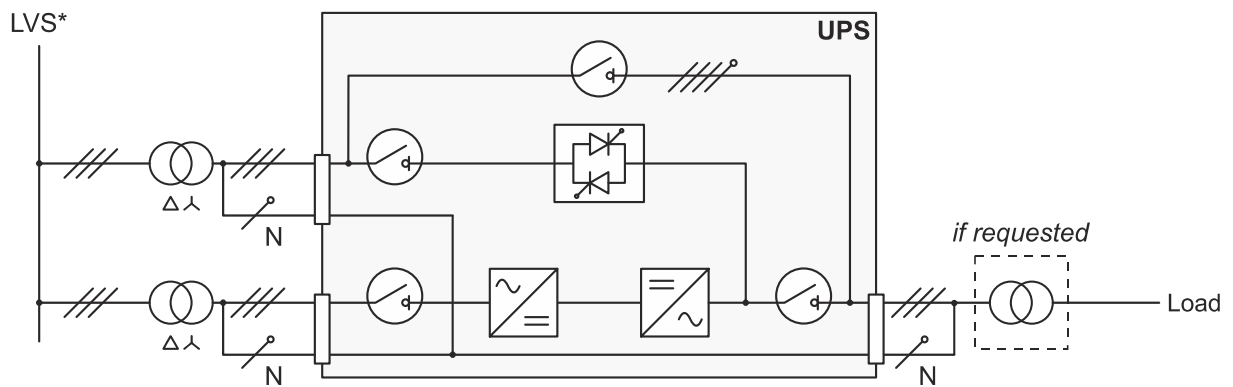 LVS*
UPS
N
if requested
Load
N
N